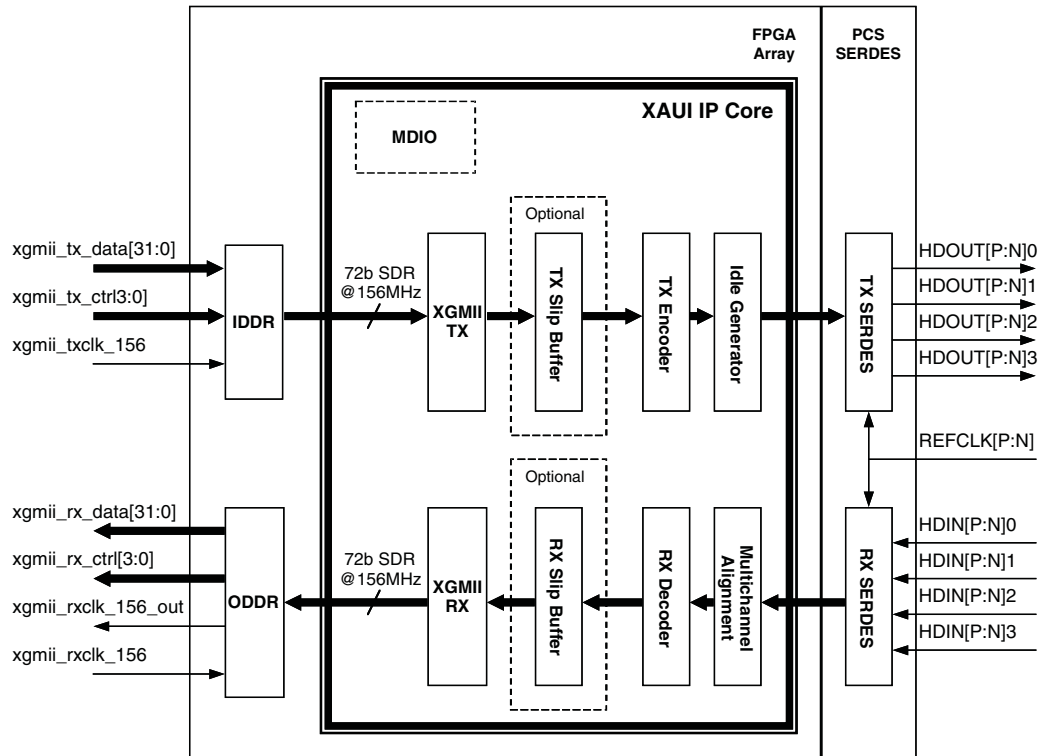 FPGA
Array
PCS
SERDES
XAUI IP Core
MDIO
Optional
xgmii_tx_data[31:0]
xgmii_tx_ctrl3:0]
xgmii_txclk_156
IDDR
72b SDR
@156MHz
XGMII
TX
TX Slip Buffer
TX Encoder
Idle Generator
TX SERDES
HDOUT[P:N]0
HDOUT[P:N]1
HDOUT[P:N]2
HDOUT[P:N]3
REFCLK[P:N]
Optional
xgmii_rx_data[31:0]
xgmii_rx_ctrl[3:0]
xgmii_rxclk_156_out
xgmii_rxclk_156
ODDR
72b SDR
@156MHz
XGMII
RX
RX Slip Buffer
RX Decoder
Multichannel
Alignment
RX SERDES
HDIN[P:N]0
HDIN[P:N]1
HDIN[P:N]2
HDIN[P:N]3